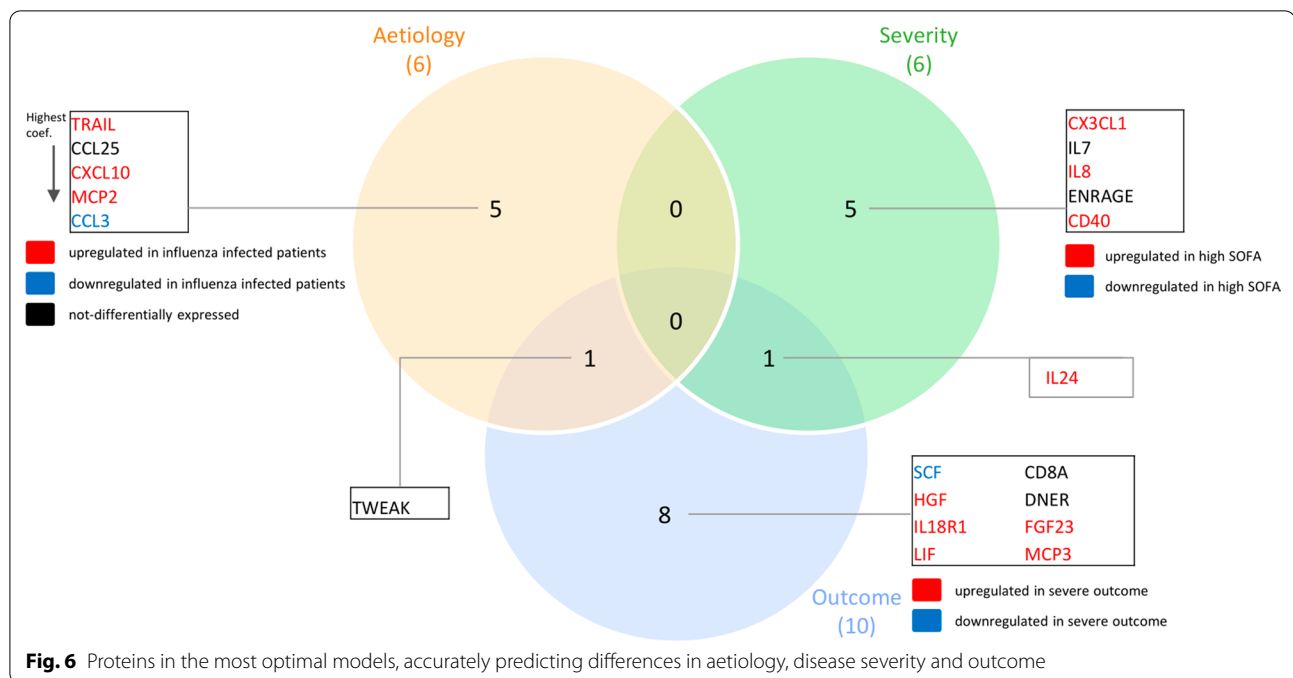 Aetiology
(6)
Severity
(6)
Highest
coef.
TRAIL
CCL25
CXCL10
MCP2
CCL3
upregulated in influenza infected patients
downregulated in influenza infected patients
not-differentially expressed
5
0
5
CX3CL1
IL7
IL8
ENRAGE
CD40
upregulated in high SOFA
downregulated in high SOFA
0
1
1
IL24
TWEAK
8
SCF
HGF
IL18R1
LIF
CD8A
DNER
FGF23
MCP3
Outcome
(10)
upregulated in severe outcome
downregulated in severe outcome
Fig. 6 Proteins in the most optimal models, accurately predicting differences in aetiology, disease severity and outcome